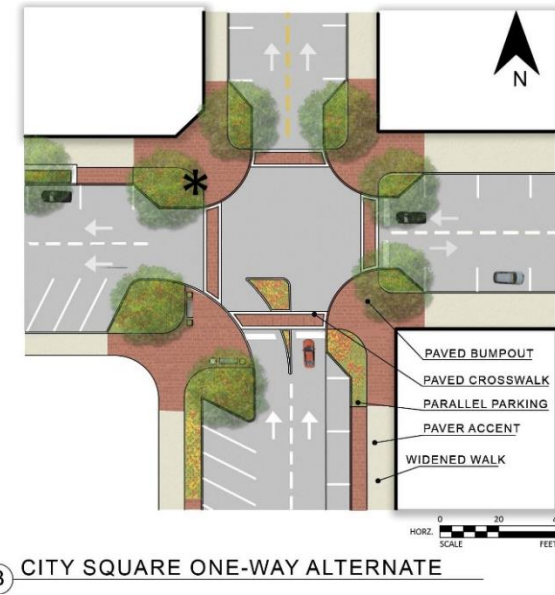 N
*
PAVED BUMPOUT
PAVED CROSSWALK
PARALLEL PARKING
PAVER ACCENT
WIDENED WALK
HORZ. 0 20
SCALE FEET
CITY SQUARE ONE-WAY ALTERNATE